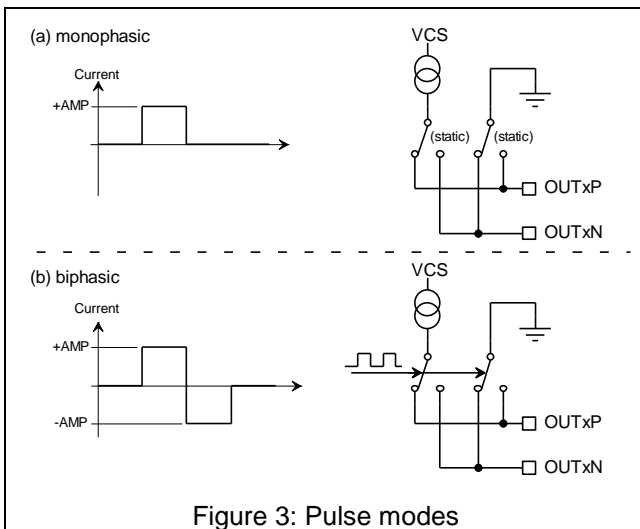 (a) monophasic
VCS
Current
+AMP
(static)
(static)
OUTxP
OUTxN
(b) biphasic
VCS
Current
+AMP
-AMP
OUTxP
OUTxN
Figure 3: Pulse modes